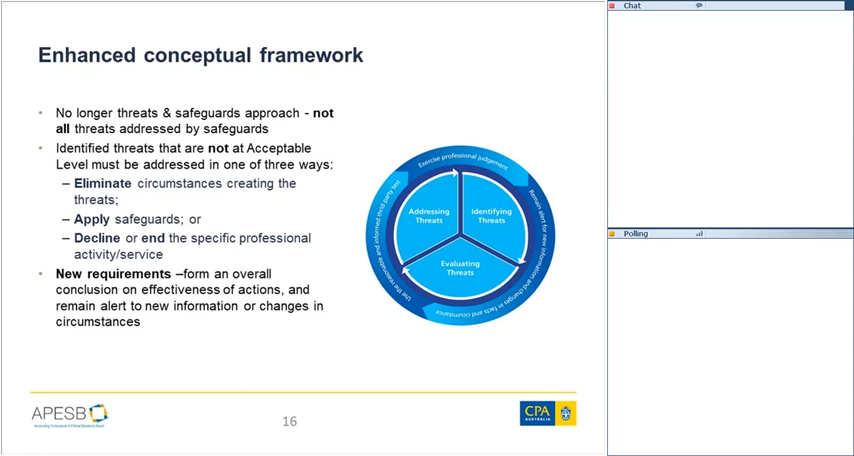 Enhanced conceptual framework
• No longer threats & safeguards approach - not
all threats addressed by safeguards
• Identified threats that are not at Acceptable
Level must be addressed in one of three ways:
– Eliminate circumstances creating the
threats;
– Apply safeguards; or
– Decline or end the specific professional
activity/service
• New requirements –form an overall
conclusion on effectiveness of actions, and
remain alert to new information or changes in
circumstances
Exercise professional judgement
Remain alert for new information and changes in facts and cicumstance
Use the reasonable and informed third party test
Addressing
Threats
Identifying
Threats
Evaluating
Threats
APESB
Accounting Professional & Ethical Standards Board
16
CPA
AUSTRALIA
Chat
Polling